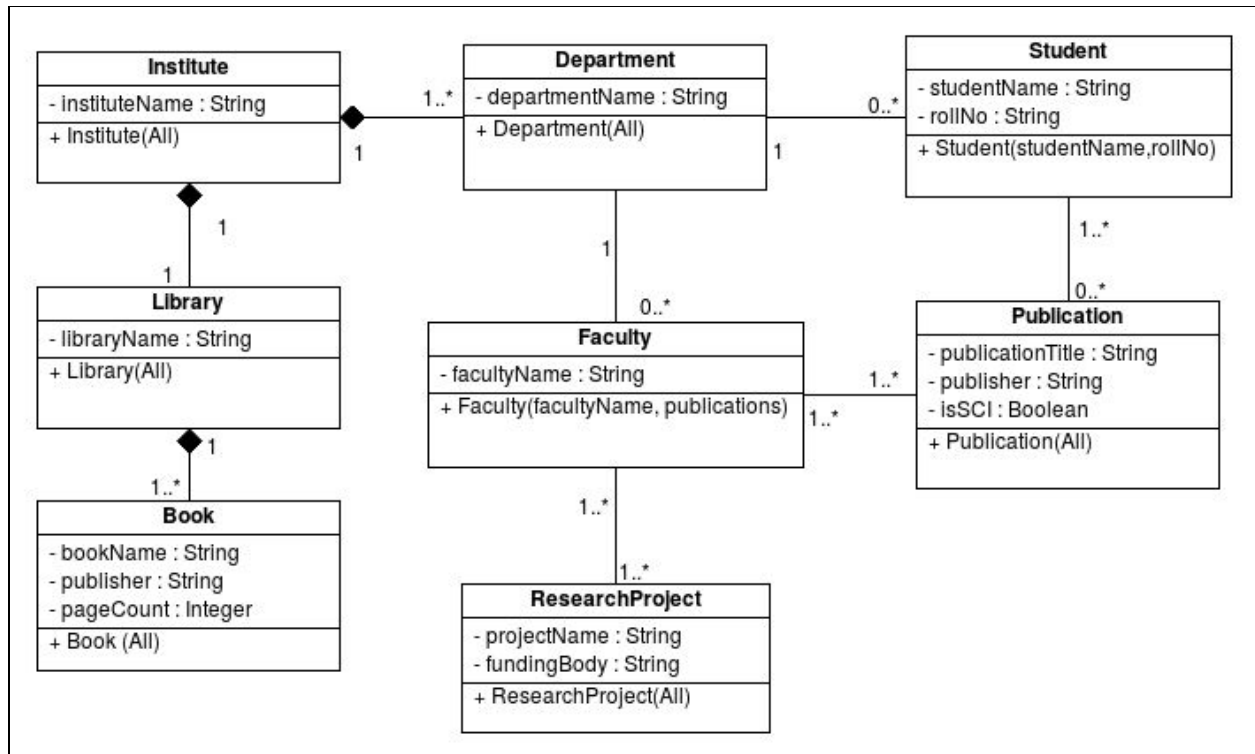 Institute
- instituteName : String
+ Institute(All)
1..*
1
Department
- departmentName : String
+ Department(All)
0..*
1
Student
- studentName : String
- rollNo : String
+ Student(studentName,rollNo)
1
1
Library
- libraryName : String
+ Library(All)
1
0..*
Faculty
- facultyName : String
+ Faculty(facultyName, publications)
1..*
0..*
Publication
- publicationTitle : String
- publisher : String
- isSCI : Boolean
+ Publication(All)
1..*
1..*
1
1..*
Book
- bookName : String
- publisher : String
- pageCount : Integer
+ Book (All)
1..*
1..*
ResearchProject
- projectName : String
- fundingBody : String
+ ResearchProject(All)